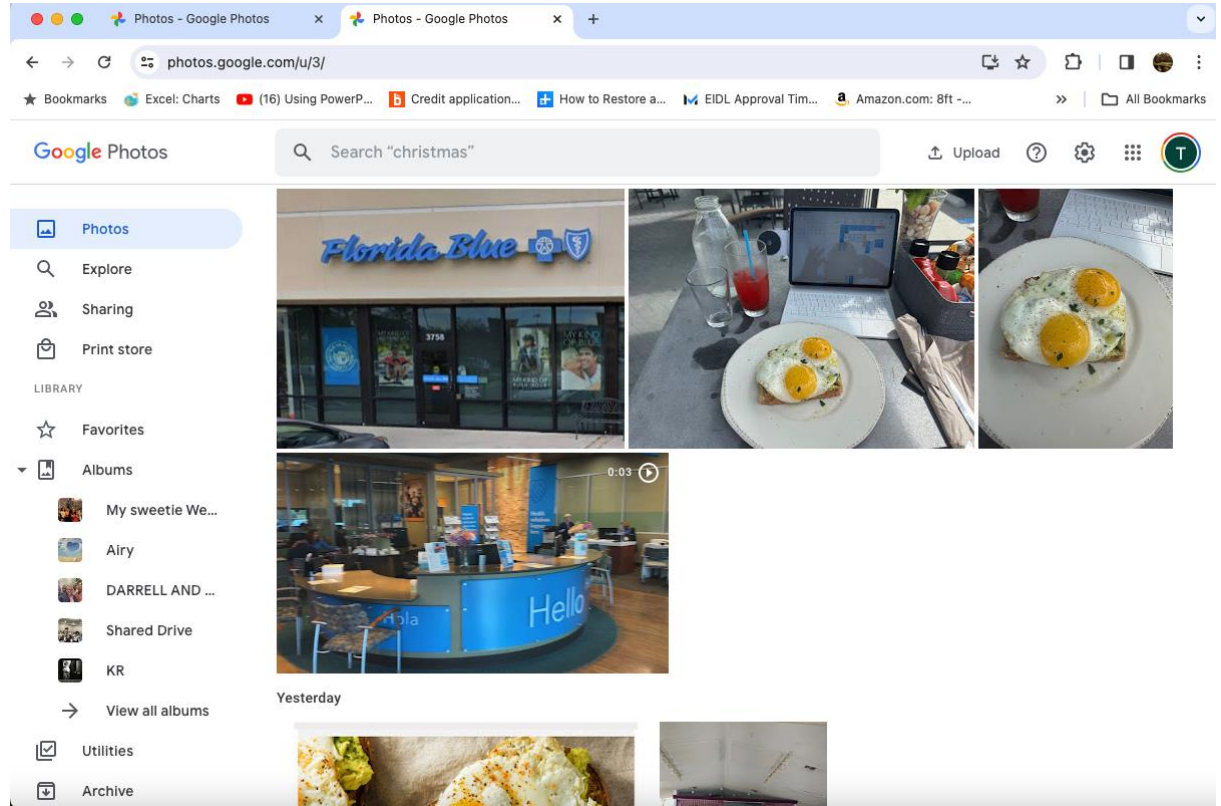 Photos - Google Photos
Photos - Google Photos
photos.google.com/u/3/
Bookmarks Excel: Charts (16) Using PowerP... Credit application... How to Restore a... EIDL Approval Tim... Amazon.com: 8ft -... » All Bookmarks
Google Photos
Search “christmas”
Upload
T
Photos
Explore
Sharing
Print store
LIBRARY
Favorites
Albums
My sweetie We...
Airy
DARRELL AND ...
Shared Drive
KR
View all albums
Utilities
Archive
Florida Blue
3758
0:03
Hola
Hello
Yesterday